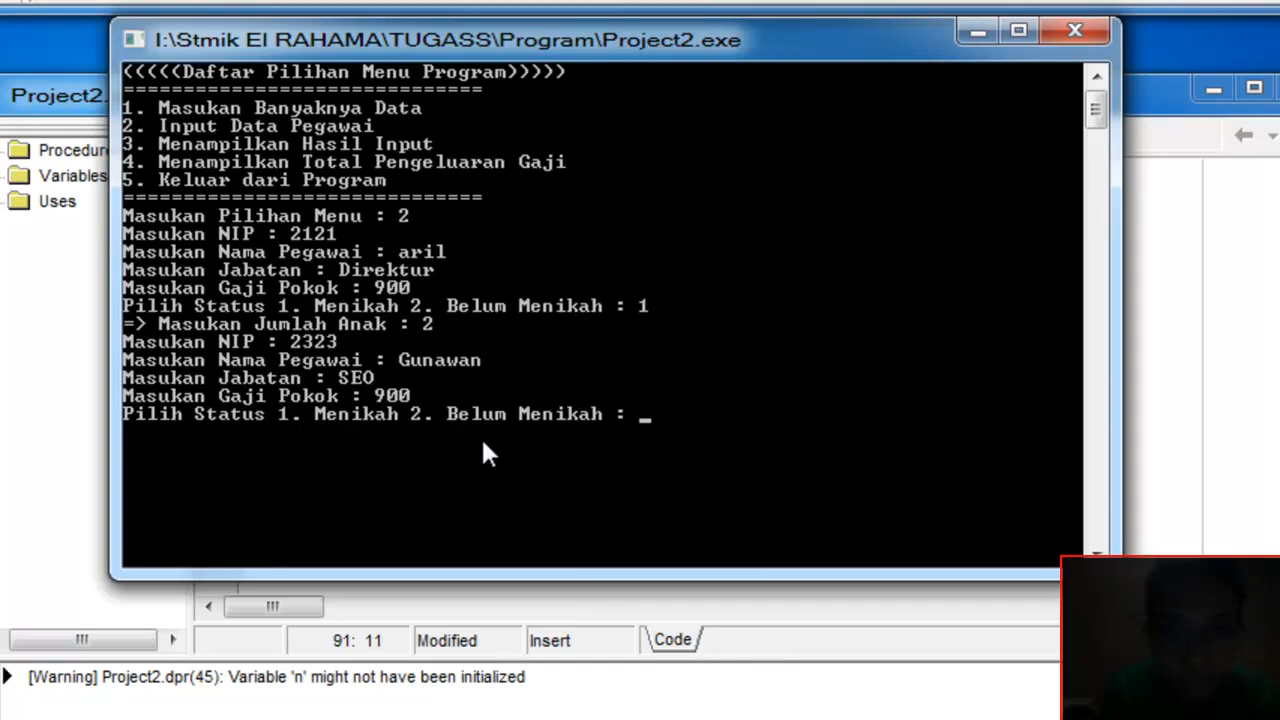 I:\Stmik El RAHAMA\TUGASS\Program\Project2.exe
(((((Daftar Pilihan Menu Program)))))
==============================
1. Masukan Banyaknya Data
2. Input Data Pegawai
3. Menampilkan Hasil Input
4. Menampilkan Total Pengeluaran Gaji
5. Keluar dari Program
==============================
Masukan Pilihan Menu : 2
Masukan NIP : 2121
Masukan Nama Pegawai : aril
Masukan Jabatan : Direktur
Masukan Gaji Pokok : 900
Pilih Status 1. Menikah 2. Belum Menikah : 1
=> Masukan Jumlah Anak : 2
Masukan NIP : 2323
Masukan Nama Pegawai : Gunawan
Masukan Jabatan : SEO
Masukan Gaji Pokok : 900
Pilih Status 1. Menikah 2. Belum Menikah : _
Project2.
Procedur
Variables
Uses
91: 11 Modified Insert Code
[Warning] Project2.dpr(45): Variable 'n' might not have been initialized